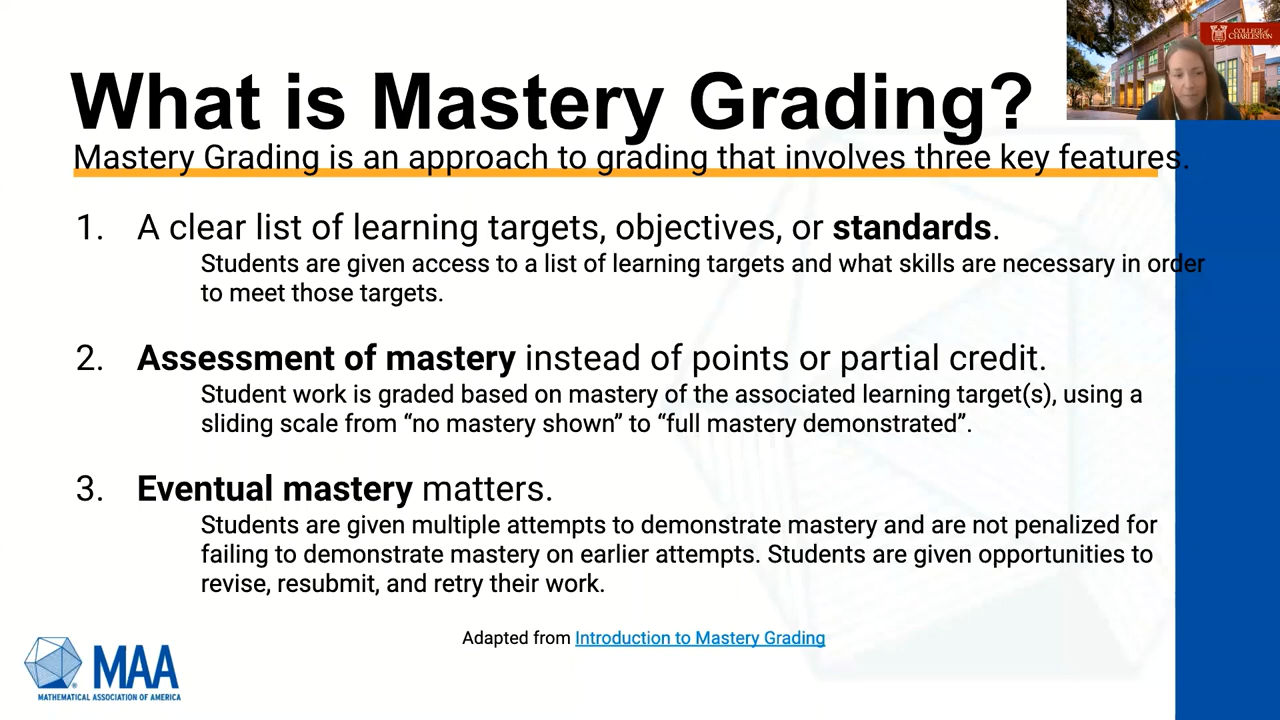 COLLEGE of
CHARLESTON
What is Mastery Grading?
Mastery Grading is an approach to grading that involves three key features.
1. A clear list of learning targets, objectives, or standards.
Students are given access to a list of learning targets and what skills are necessary in order
to meet those targets.
2. Assessment of mastery instead of points or partial credit.
Student work is graded based on mastery of the associated learning target(s), using a
sliding scale from “no mastery shown” to “full mastery demonstrated”.
3. Eventual mastery matters.
Students are given multiple attempts to demonstrate mastery and are not penalized for
failing to demonstrate mastery on earlier attempts. Students are given opportunities to
revise, resubmit, and retry their work.
Adapted from Introduction to Mastery Grading
MAA
MATHEMATICAL ASSOCIATION OF AMERICA